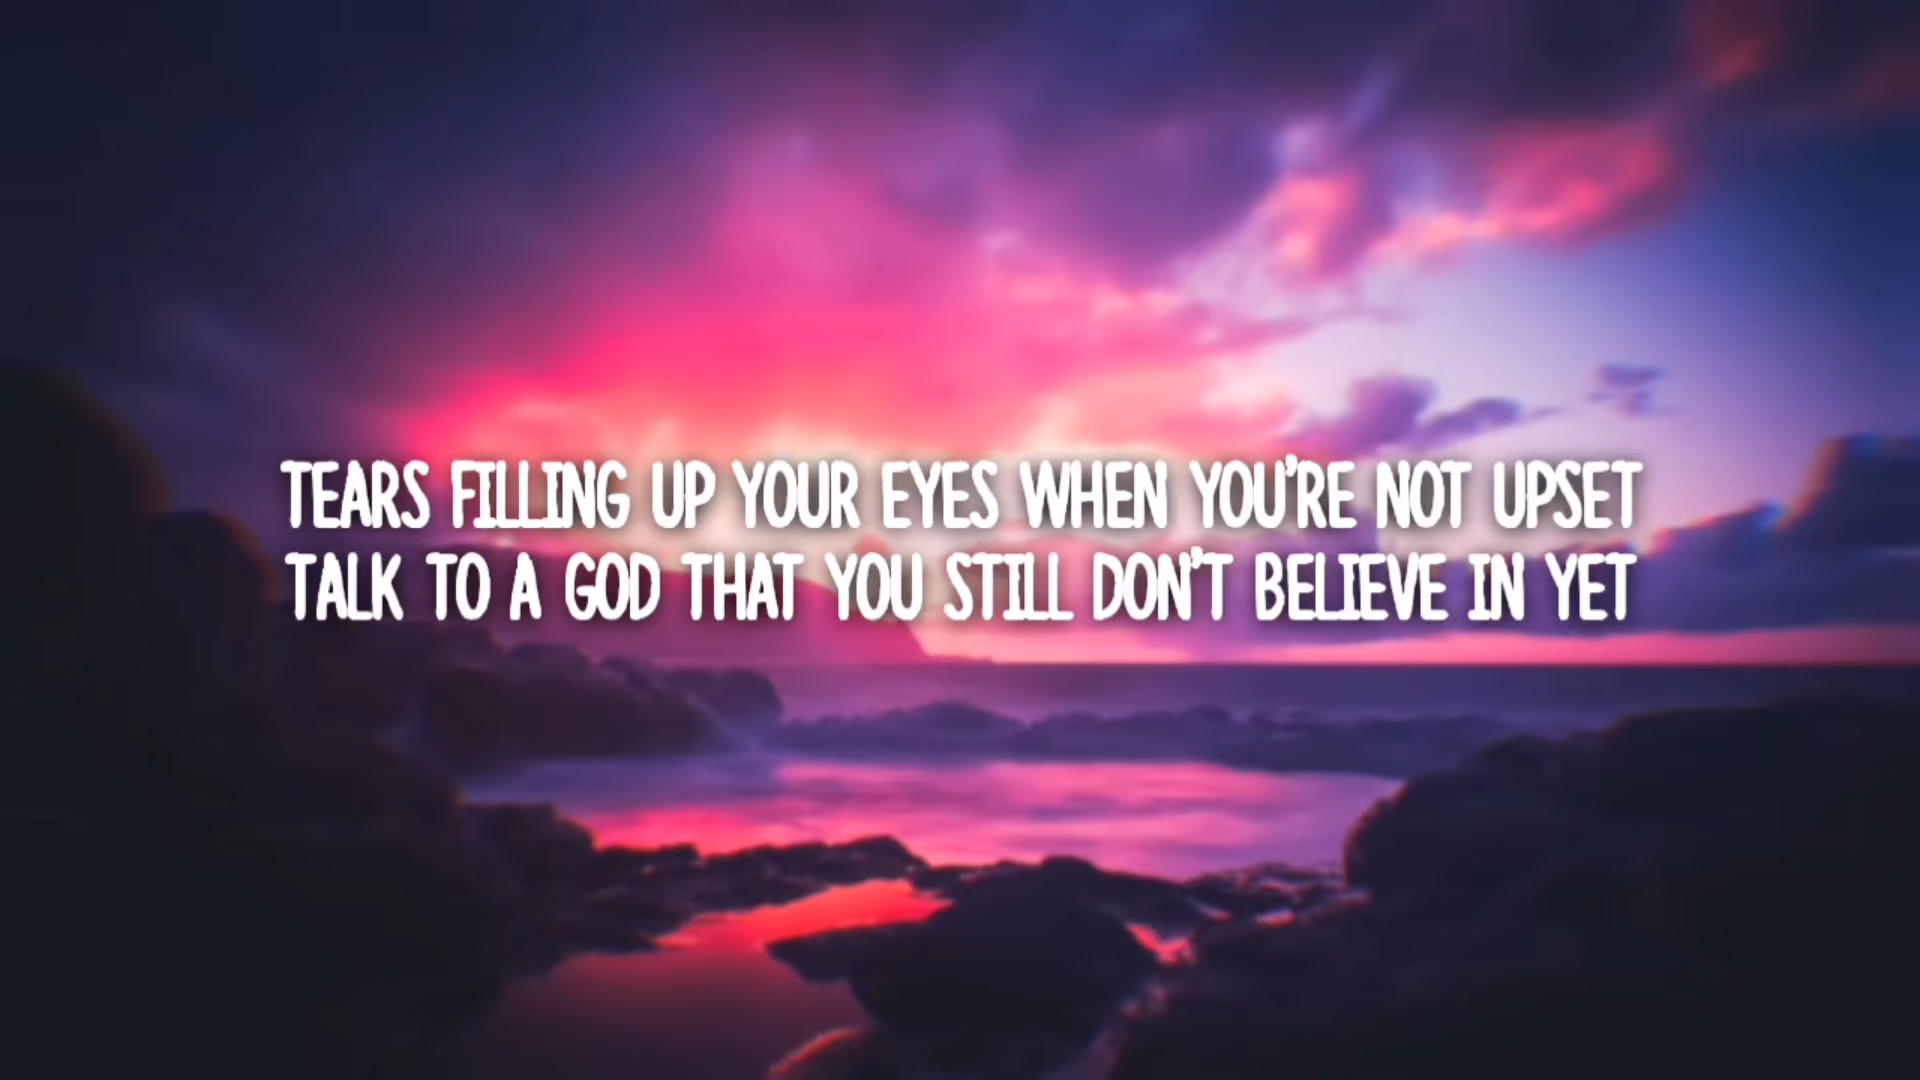 TEARS FILLING UP YOUR EYES WHEN YOU'RE NOT UPSET
TALK TO A GOD THAT YOU STILL DON'T BELIEVE IN YET